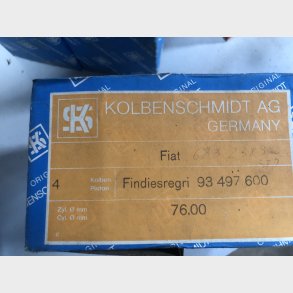 ORIGINAL
KS
KOLBENSCHMIDT AG
GERMANY
Fiat
4 Kolben Piston Findiesregri 93 497 600
Zyl. Ø mm 76.00
Cyl. Ø mm
ORIGINAL